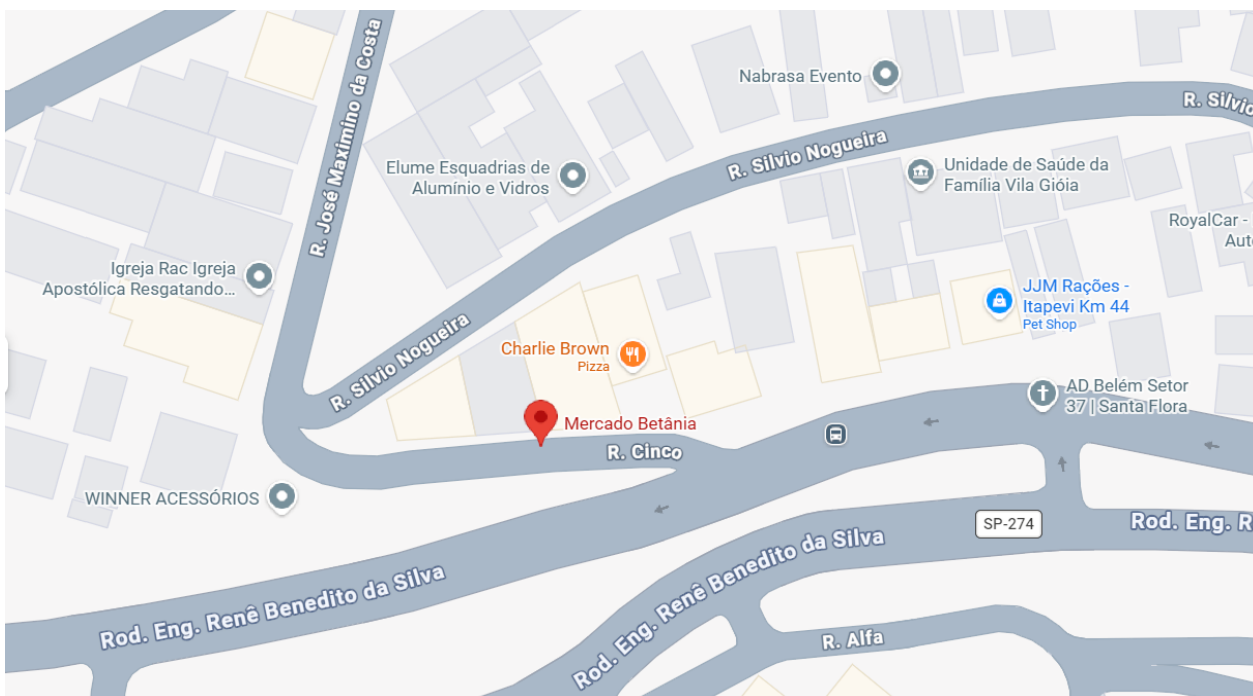 R. José Maximino da Costa
Nabrasa Evento
R. Silvio
R. Silvio Nogueira
Elume Esquadrias de
Alumínio e Vidros
Unidade de Saúde da
Família Vila Gióia
RoyalCar -
Auto
Igreja Rac Igreja
Apostólica Resgatando...
JJM Rações -
Itapevi Km 44
Pet Shop
R. Silvio Nogueira
Charlie Brown
Pizza
AD Belém Setor
37 | Santa Flora
Mercado Betânia
R. Cinco
WINNER ACESSÓRIOS
SP-274
Rod. Eng. R
Rod. Eng. Renê Benedito da Silva
Rod. Eng. Renê Benedito da Silva
R. Alfa